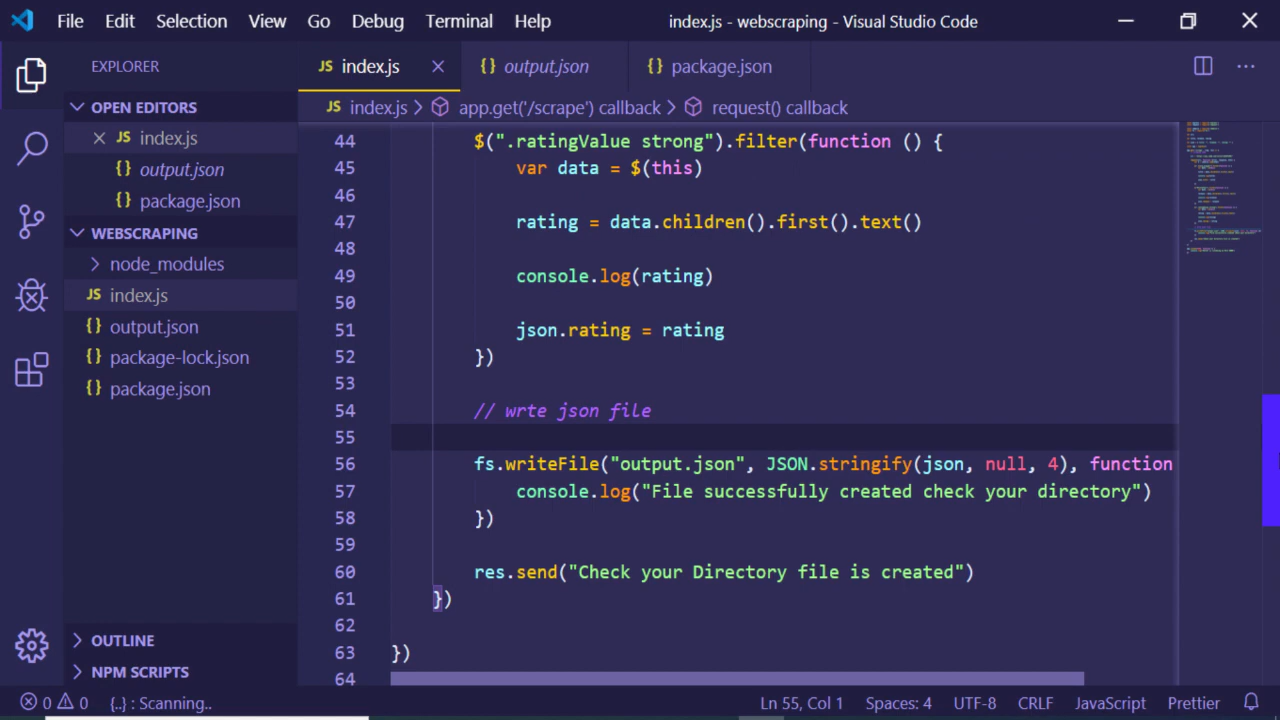 File Edit Selection View Go Debug Terminal Help index.js - webscraping - Visual Studio Code
EXPLORER
OPEN EDITORS
JS index.js
{} output.json
{} package.json
WEBSCRAPING
node_modules
JS index.js
{} output.json
{} package-lock.json
{} package.json
OUTLINE
NPM SCRIPTS
JS index.js {} output.json {} package.json
JS index.js > app.get('/scrape') callback > request() callback
44 $(".ratingValue strong").filter(function () {
45 var data = $(this)
46
47 rating = data.children().first().text()
48
49 console.log(rating)
50
51 json.rating = rating
52 })
53
54 // wrte json file
55
56 fs.writeFile("output.json", JSON.stringify(json, null, 4), function
57 console.log("File successfully created check your directory")
58 })
59
60 res.send("Check your Directory file is created")
61 })
62
63 })
64
0 0 {..} : Scanning.. Ln 55, Col 1 Spaces: 4 UTF-8 CRLF JavaScript Prettier